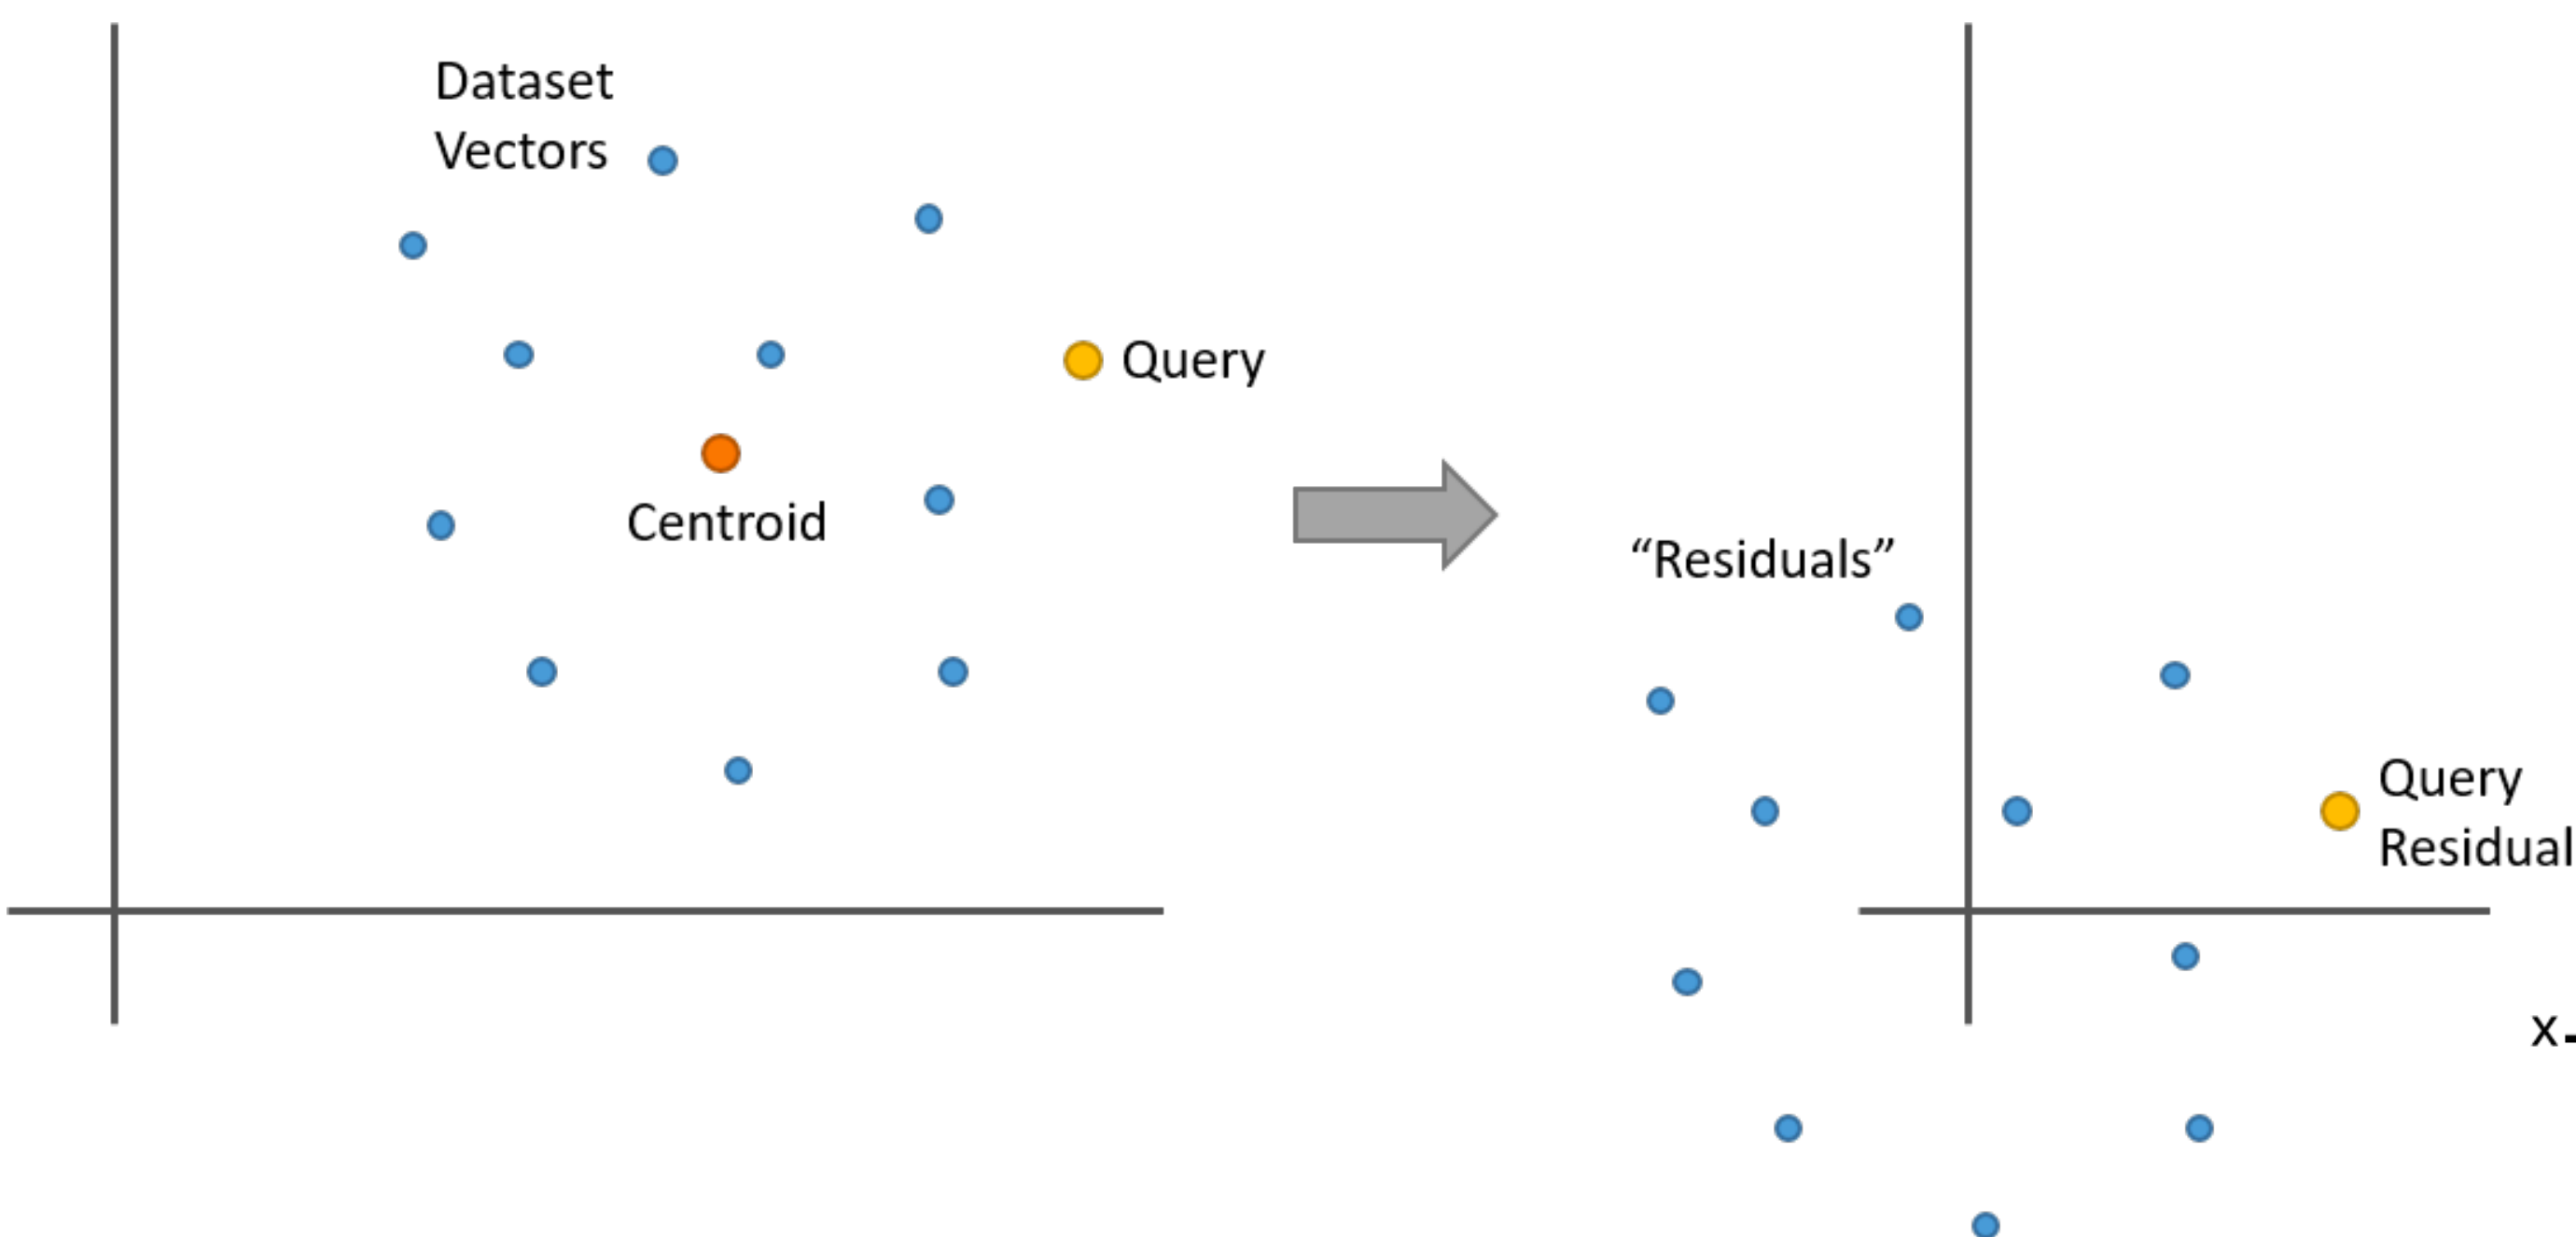 Dataset
Vectors
Query
Centroid
“Residuals”
Query
Residual
x-